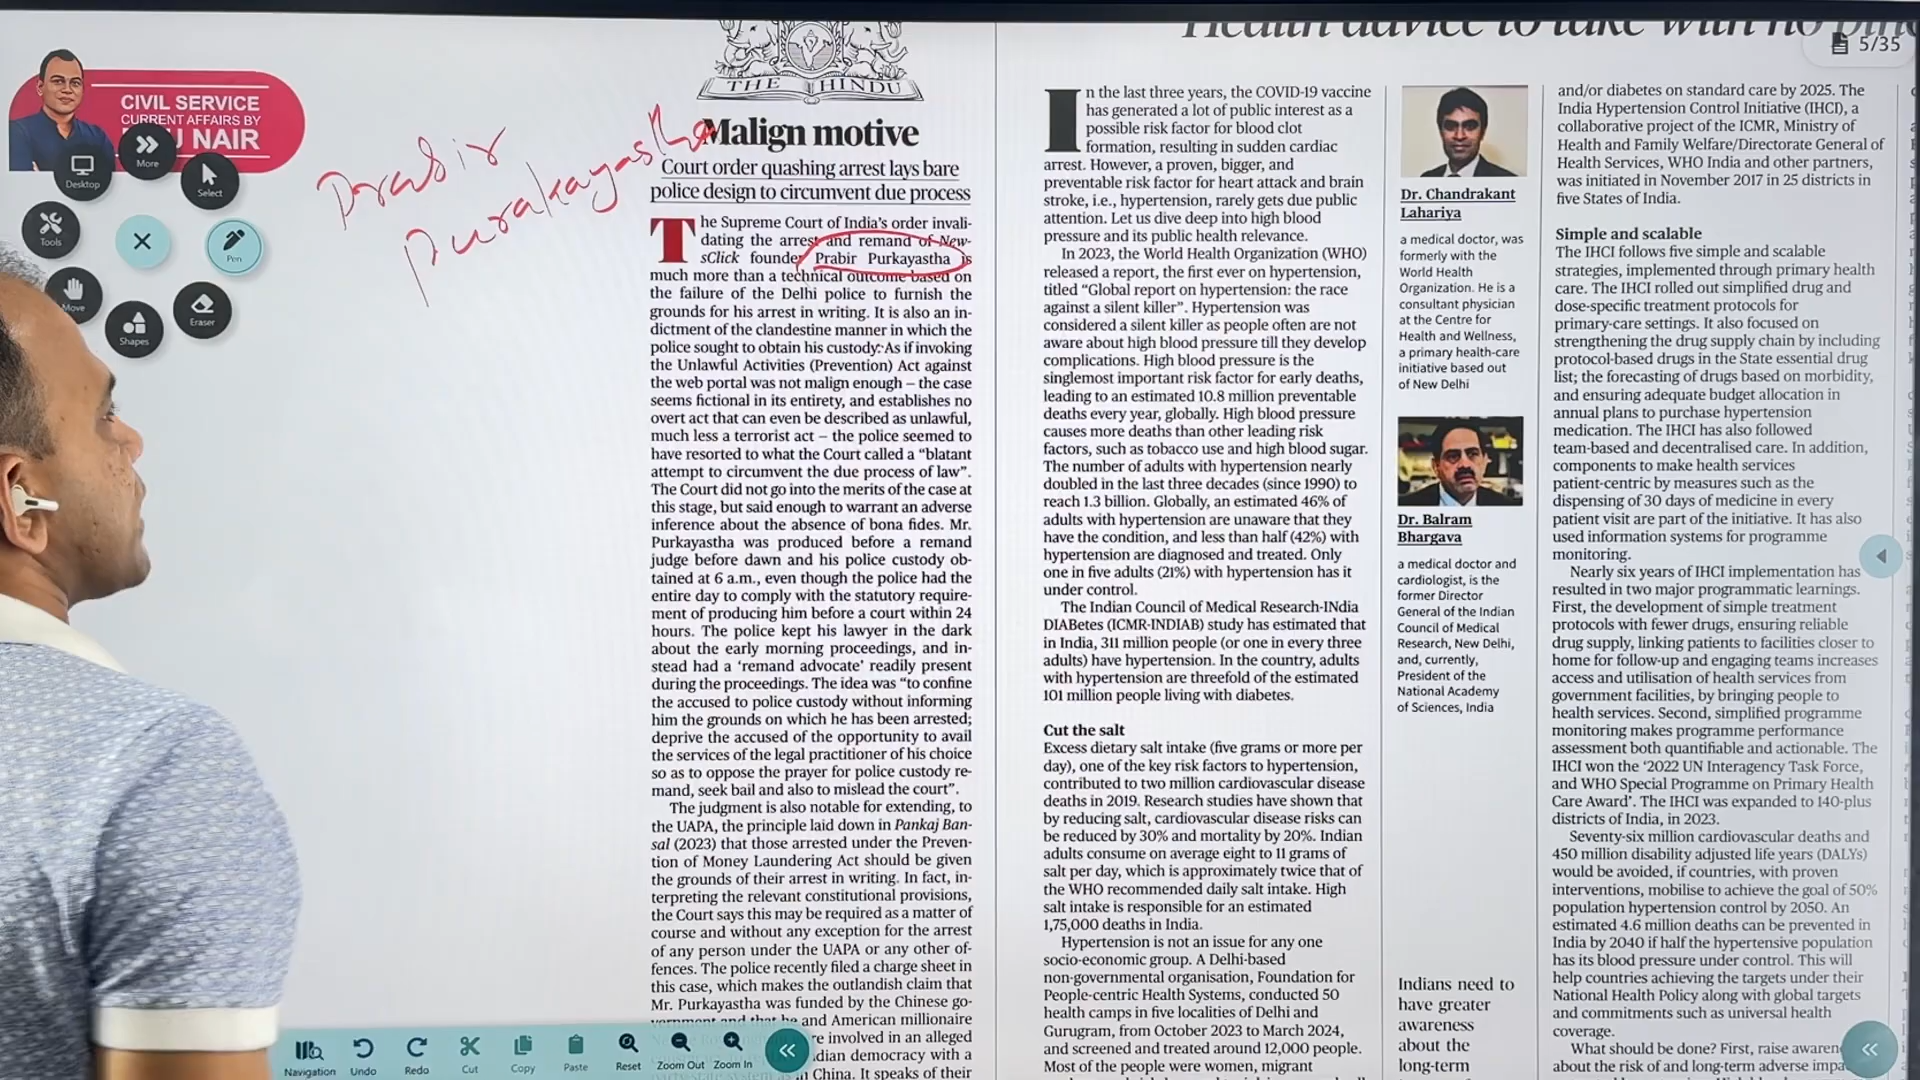 Health advice to take with no pinc
5/35
CIVIL SERVICE
CURRENT AFFAIRS BY
NAIR
More
Desktop
Select
Tools
Pen
Move
Eraser
Shapes
Prabir
Purakayastha
THE HINDU
Malign motive
Court order quashing arrest lays bare
police design to circumvent due process
The Supreme Court of India's order invali-
dating the arrest and remand of New-
sClick founder Prabir Purkayastha is
much more than a technical outcome based on
the failure of the Delhi police to furnish the
grounds for his arrest in writing. It is also an in-
dictment of the clandestine manner in which the
police sought to obtain his custody. As if invoking
the Unlawful Activities (Prevention) Act against
the web portal was not malign enough – the case
seems fictional in its entirety, and establishes no
overt act that can even be described as unlawful,
much less a terrorist act – the police seemed to
have resorted to what the Court called a “blatant
attempt to circumvent the due process of law”.
The Court did not go into the merits of the case at
this stage, but said enough to warrant an adverse
inference about the absence of bona fides. Mr.
Purkayastha was produced before a remand
judge before dawn and his police custody ob-
tained at 6 a.m., even though the police had the
entire day to comply with the statutory require-
ment of producing him before a court within 24
hours. The police kept his lawyer in the dark
about the early morning proceedings, and in-
stead had a ‘remand advocate’ readily present
during the proceedings. The idea was “to confine
the accused to police custody without informing
him the grounds on which he has been arrested;
deprive the accused of the opportunity to avail
the services of the legal practitioner of his choice
so as to oppose the prayer for police custody re-
mand, seek bail and also to mislead the court”.
The judgment is also notable for extending, to
the UAPA, the principle laid down in Pankaj Ban-
sal (2023) that those arrested under the Preven-
tion of Money Laundering Act should be given
the grounds of their arrest in writing. In fact, in-
terpreting the relevant constitutional provisions,
the Court says this may be required as a matter of
course and without any exception for the arrest
of any person under the UAPA or any other of-
fences. The police recently filed a charge sheet in
this case, which makes the outlandish claim that
Mr. Purkayastha was funded by the Chinese go-
vernment and that he and American millionaire
re involved in an alleged
dian democracy with a
n China. It speaks of their
In the last three years, the COVID-19 vaccine
has generated a lot of public interest as a
possible risk factor for blood clot
formation, resulting in sudden cardiac
arrest. However, a proven, bigger, and
preventable risk factor for heart attack and brain
stroke, i.e., hypertension, rarely gets due public
attention. Let us dive deep into high blood
pressure and its public health relevance.
In 2023, the World Health Organization (WHO)
released a report, the first ever on hypertension,
titled “Global report on hypertension: the race
against a silent killer”. Hypertension was
considered a silent killer as people often are not
aware about high blood pressure till they develop
complications. High blood pressure is the
singlemost important risk factor for early deaths,
leading to an estimated 10.8 million preventable
deaths every year, globally. High blood pressure
causes more deaths than other leading risk
factors, such as tobacco use and high blood sugar.
The number of adults with hypertension nearly
doubled in the last three decades (since 1990) to
reach 1.3 billion. Globally, an estimated 46% of
adults with hypertension are unaware that they
have the condition, and less than half (42%) with
hypertension are diagnosed and treated. Only
one in five adults (21%) with hypertension has it
under control.
The Indian Council of Medical Research-INdia
DIABetes (ICMR-INDIAB) study has estimated that
in India, 311 million people (or one in every three
adults) have hypertension. In the country, adults
with hypertension are threefold of the estimated
101 million people living with diabetes.
Cut the salt
Excess dietary salt intake (five grams or more per
day), one of the key risk factors to hypertension,
contributed to two million cardiovascular disease
deaths in 2019. Research studies have shown that
by reducing salt, cardiovascular disease risks can
be reduced by 30% and mortality by 20%. Indian
adults consume on average eight to 11 grams of
salt per day, which is approximately twice that of
the WHO recommended daily salt intake. High
salt intake is responsible for an estimated
1,75,000 deaths in India.
Hypertension is not an issue for any one
socio-economic group. A Delhi-based
non-governmental organisation, Foundation for
People-centric Health Systems, conducted 50
health camps in five localities of Delhi and
Gurugram, from October 2023 to March 2024,
and screened and treated around 12,000 people.
Most of the people were women, migrant
Dr. Chandrakant
Lahariya
a medical doctor, was
formerly with the
World Health
Organization. He is a
consultant physician
at the Centre for
Health and Wellness,
a primary health-care
initiative based out
of New Delhi
Dr. Balram
Bhargava
a medical doctor and
cardiologist, is the
former Director
General of the Indian
Council of Medical
Research, New Delhi,
and, currently,
President of the
National Academy
of Sciences, India
Indians need to
have greater
awareness
about the
long-term
and/or diabetes on standard care by 2025. The
India Hypertension Control Initiative (IHCI), a
collaborative project of the ICMR, Ministry of
Health and Family Welfare/Directorate General of
Health Services, WHO India and other partners,
was initiated in November 2017 in 25 districts in
five States of India.
Simple and scalable
The IHCI follows five simple and scalable
strategies, implemented through primary health
care. The IHCI rolled out simplified drug and
dose-specific treatment protocols for
primary-care settings. It also focused on
strengthening the drug supply chain by including
protocol-based drugs in the State essential drug
list; the forecasting of drugs based on morbidity,
and ensuring adequate budget allocation in
annual plans to purchase hypertension
medication. The IHCI has also followed
team-based and decentralised care. In addition,
components to make health services
patient-centric by measures such as the
dispensing of 30 days of medicine in every
patient visit are part of the initiative. It has also
used information systems for programme
monitoring.
Nearly six years of IHCI implementation has
resulted in two major programmatic learnings.
First, the development of simple treatment
protocols with fewer drugs, ensuring reliable
drug supply, linking patients to facilities closer to
home for follow-up and engaging teams increases
access and utilisation of health services from
government facilities, by bringing people to
health services. Second, simplified programme
monitoring makes programme performance
assessment both quantifiable and actionable. The
IHCI won the ‘2022 UN Interagency Task Force,
and WHO Special Programme on Primary Health
Care Award’. The IHCI was expanded to 140-plus
districts of India, in 2023.
Seventy-six million cardiovascular deaths and
450 million disability adjusted life years (DALYs)
would be avoided, if countries, with proven
interventions, mobilise to achieve the goal of 50%
population hypertension control by 2050. An
estimated 4.6 million deaths can be prevented in
India by 2040 if half the hypertensive population
has its blood pressure under control. This will
help countries achieving the targets under their
National Health Policy along with global targets
and commitments such as universal health
coverage.
What should be done? First, raise awaren
about the risk and long-term adverse impa
Navigation
Undo
Redo
Cut
Copy
Paste
Reset
Zoom Out
Zoom In